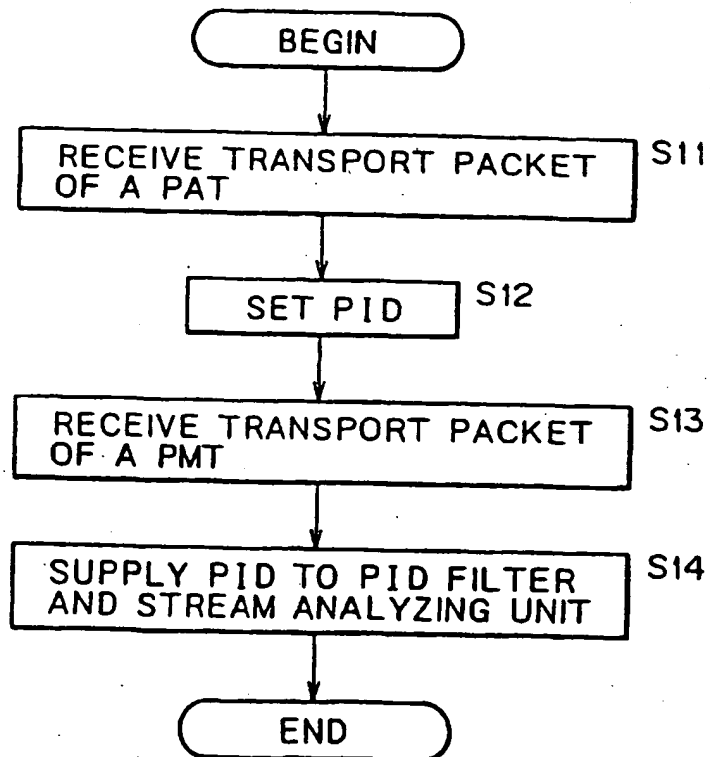 BEGIN
RECEIVE TRANSPORT PACKET
OF A PAT
S11
SET PID
S12
RECEIVE TRANSPORT PACKET
OF A PMT
S13
SUPPLY PID TO PID FILTER
AND STREAM ANALYZING UNIT
S14
END